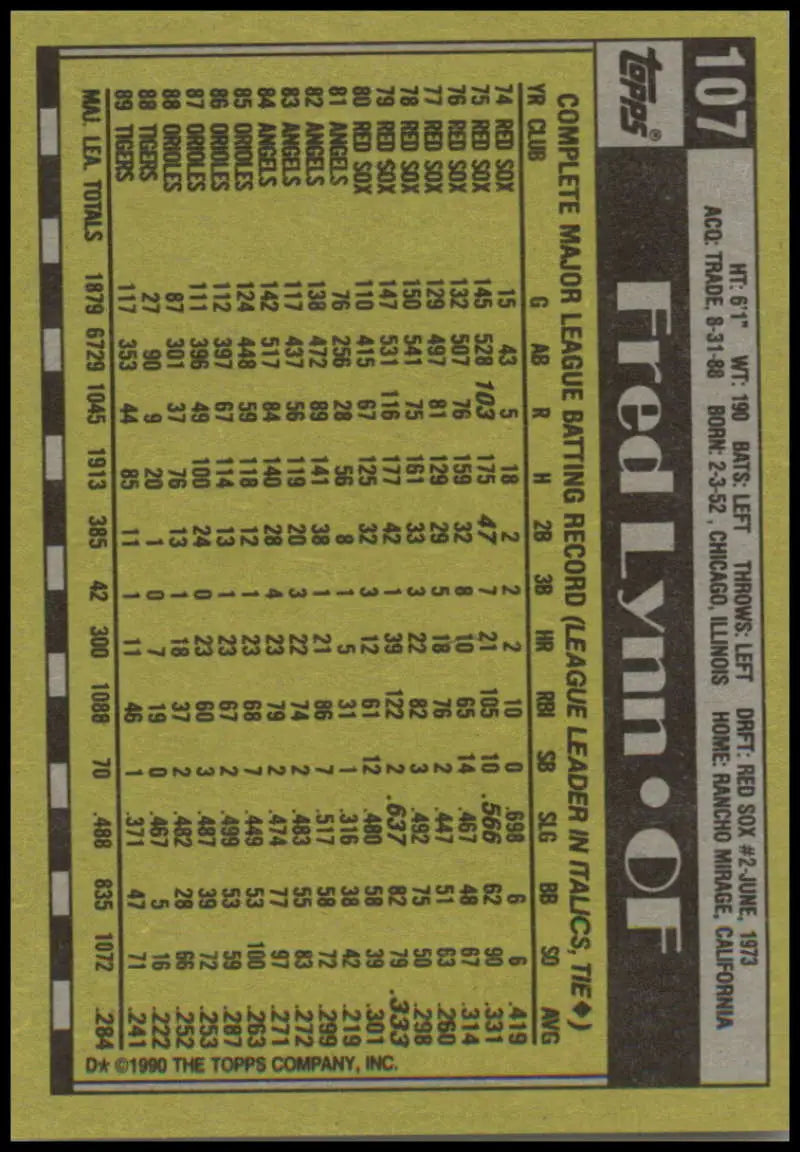 107
topps®
HT: 6'1" WT: 190 BATS: LEFT THROWS: LEFT DRFT: RED SOX #2-JUNE, 1973
ACQ: TRADE, 8-31-88 BORN: 2-3-52, CHICAGO, ILLINOIS HOME: RANCHO MIRAGE, CALIFORNIA
Fred Lynn • OF
COMPLETE MAJOR LEAGUE BATTING RECORD (LEAGUE LEADER IN ITALICS, TIE♦)
YR CLUB G AB R H 2B 3B HR RBI SB SLG BB SO AVG
74 RED SOX 15 43 5 18 2 2 2 10 0 .698 6 6 .419
75 RED SOX 145 528 103 175 47 7 21 105 10 .566 62 90 .331
76 RED SOX 132 507 76 159 32 8 10 65 14 .467 48 67 .314
77 RED SOX 129 497 81 129 29 5 18 76 2 .447 51 63 .260
78 RED SOX 150 541 75 161 33 3 22 82 3 .492 75 50 .298
79 RED SOX 147 531 116 177 42 1 39 122 2 .637 82 79 .333
80 RED SOX 110 415 67 125 32 3 12 61 12 .480 58 39 .301
81 ANGELS 76 256 28 56 8 1 5 31 1 .316 38 42 .219
82 ANGELS 138 472 89 141 38 1 21 86 7 .517 58 72 .299
83 ANGELS 117 437 56 119 20 3 22 74 2 .483 55 83 .272
84 ANGELS 142 517 84 140 28 4 23 79 2 .474 77 97 .271
85 ORIOLES 124 448 59 118 12 1 23 68 7 .449 53 100 .263
86 ORIOLES 112 397 67 114 13 1 23 67 2 .499 53 59 .287
87 ORIOLES 111 396 49 100 24 0 23 60 3 .487 39 72 .253
88 ORIOLES 87 301 37 76 13 1 18 37 2 .482 28 66 .252
88 TIGERS 27 90 9 20 1 0 7 19 0 .467 5 16 .222
89 TIGERS 117 353 44 85 11 1 11 46 1 .371 47 71 .241
MAJ. LEA. TOTALS 1879 6729 1045 1913 385 42 300 1088 70 .488 835 1072 .284
D* ©1990 THE TOPPS COMPANY, INC.